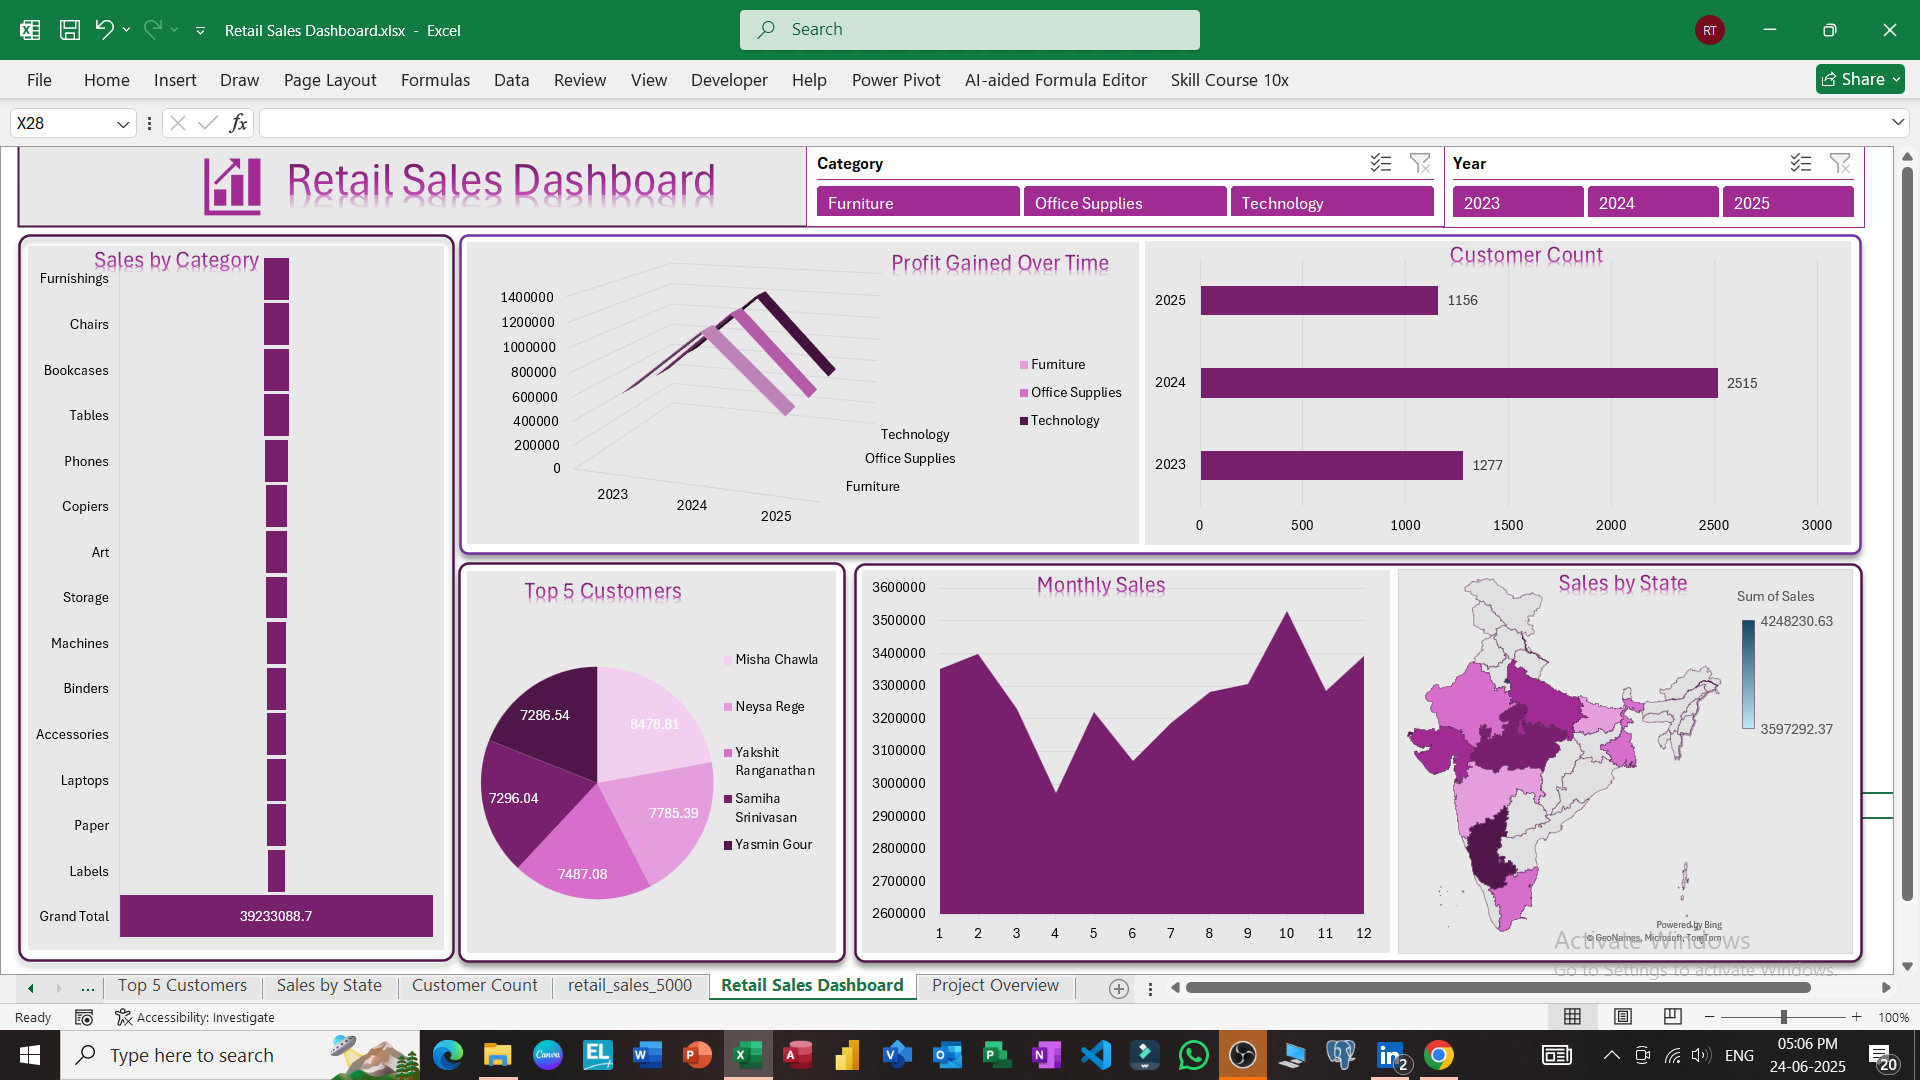 Retail Sales Dashboard.xlsx - Excel
Search
RT
File Home Insert Draw Page Layout Formulas Data Review View Developer Help Power Pivot AI-aided Formula Editor Skill Course 10x
Share
X28
fx
Retail Sales Dashboard
Category
Furniture Office Supplies Technology
Year
2023 2024 2025
Sales by Category
Furnishings
Chairs
Bookcases
Tables
Phones
Copiers
Art
Storage
Machines
Binders
Accessories
Laptops
Paper
Labels
Grand Total 39233088.7
Profit Gained Over Time
1400000
1200000
1000000
800000
600000
400000
200000
0
2023
2024
2025
Technology
Office Supplies
Furniture
Furniture
Office Supplies
Technology
Customer Count
2025 1156
2024 2515
2023 1277
0 500 1000 1500 2000 2500 3000
Top 5 Customers
8478.81
7785.39
7487.08
7296.04
7286.54
Misha Chawla
Neysa Rege
Yakshit
Ranganathan
Samiha
Srinivasan
Yasmin Gour
Monthly Sales
3600000
3500000
3400000
3300000
3200000
3100000
3000000
2900000
2800000
2700000
2600000
1 2 3 4 5 6 7 8 9 10 11 12
Sales by State
Sum of Sales
4248230.63
3597292.37
Powered by Bing
© GeoNames, Microsoft, TomTom
Activate Windows
Go to Settings to activate Windows.
... Top 5 Customers Sales by State Customer Count retail_sales_5000 Retail Sales Dashboard Project Overview
Ready Accessibility: Investigate
100%
Type here to search
ENG
05:06 PM
24-06-2025
2
20